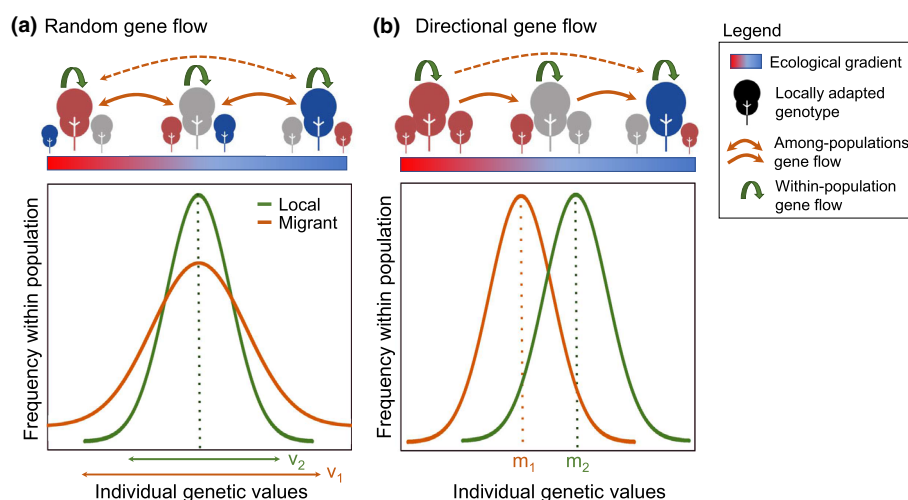 (a) Random gene flow
Frequency within population
Local
Migrant
v2
v1
Individual genetic values
(b) Directional gene flow
Frequency within population
m1
m2
Individual genetic values
Legend
Ecological gradient
Locally adapted
genotype
Among-populations
gene flow
Within-population
gene flow